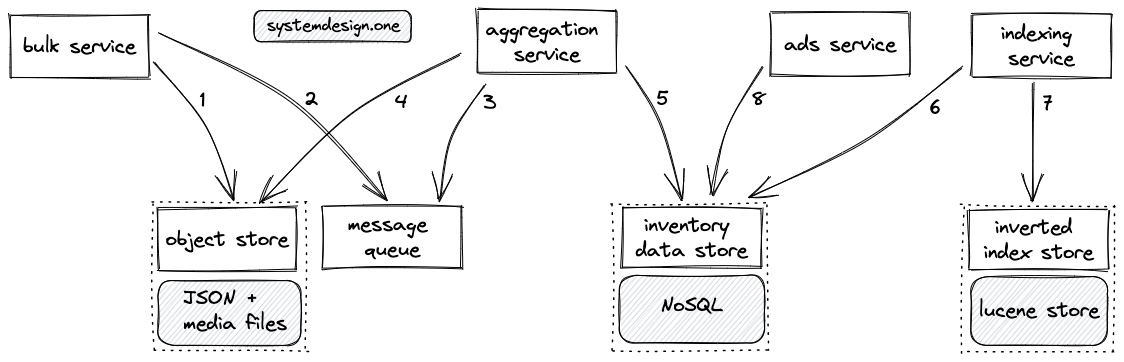 bulk service
systemdesign.one
aggregation
service
ads service
indexing
service
1
2
4
3
5
8
6
7
object store
message
queue
inventory
data store
inverted
index store
JSON +
media files
NoSQL
lucene store